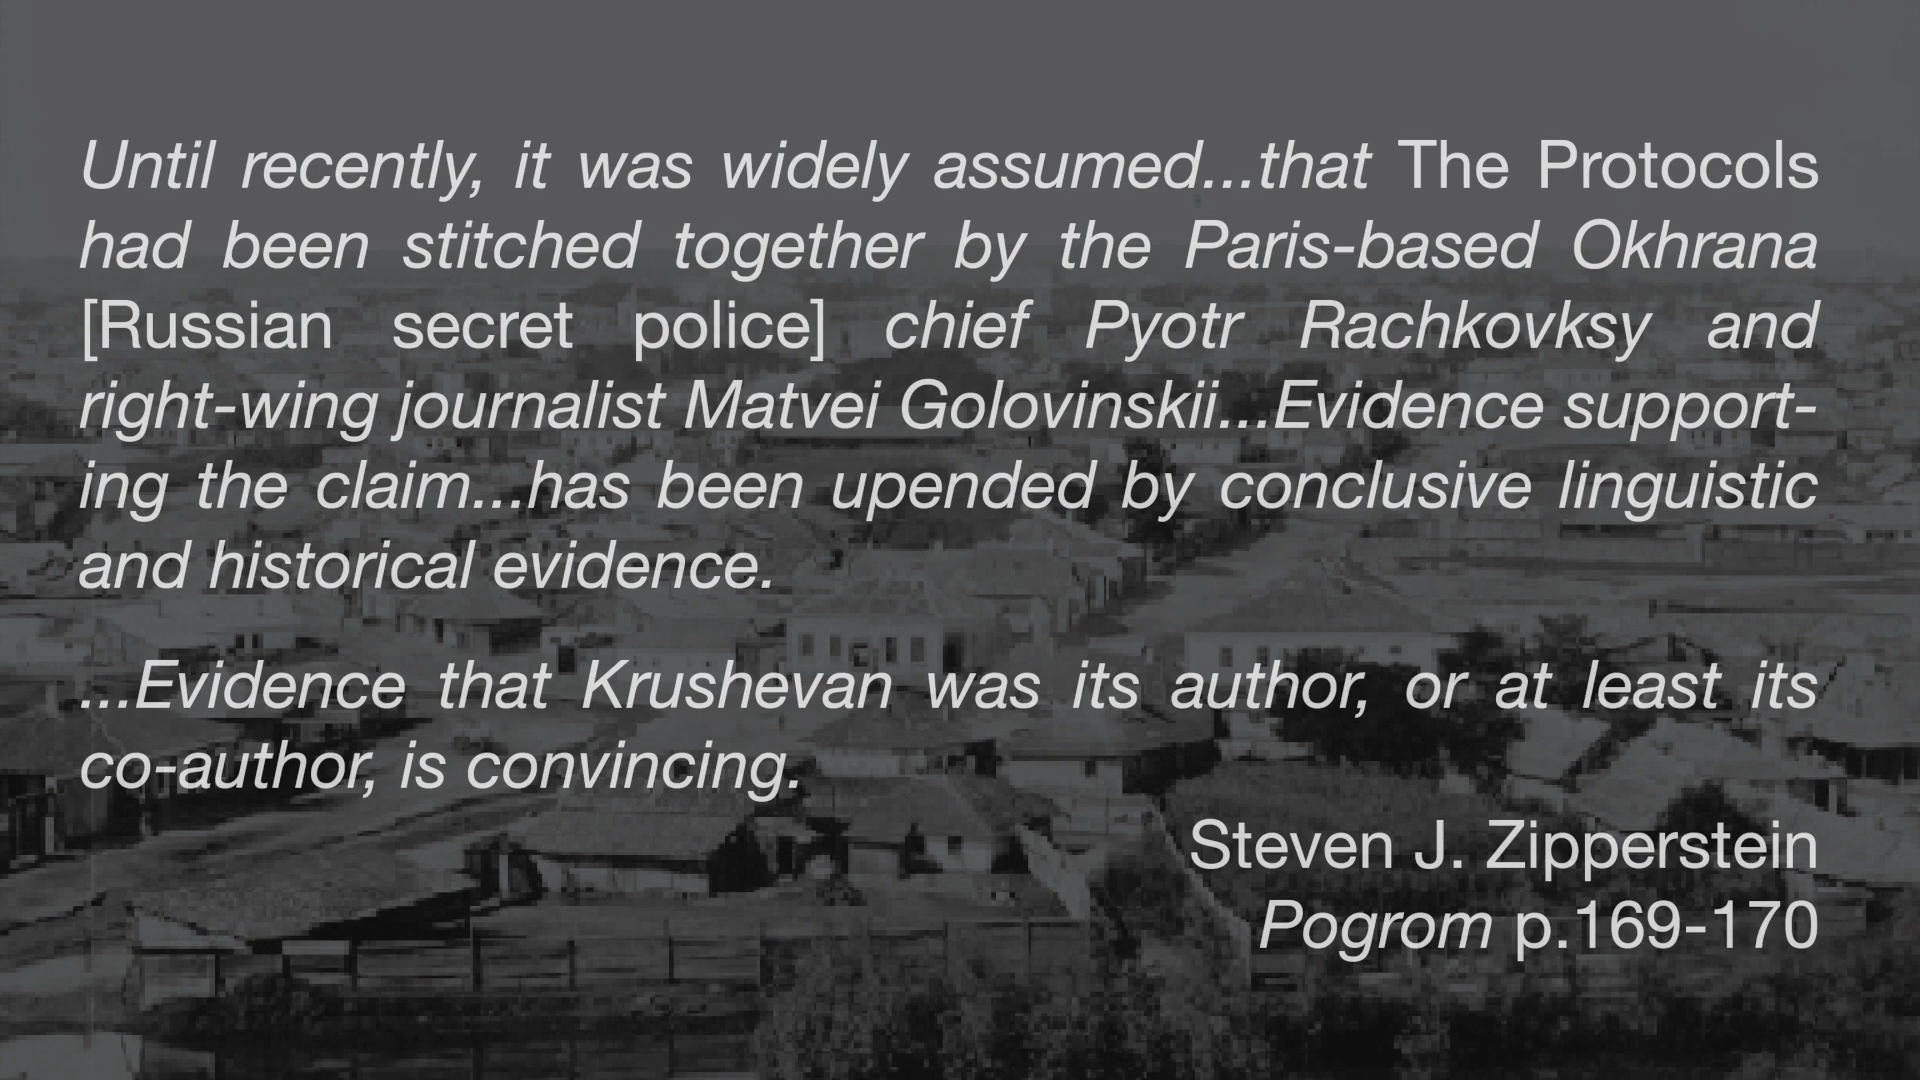 Until recently, it was widely assumed...that The Protocols
had been stitched together by the Paris-based Okhrana
[Russian secret police] chief Pyotr Rachkovksy and
right-wing journalist Matvei Golovinskii...Evidence support-
ing the claim...has been upended by conclusive linguistic
and historical evidence.
...Evidence that Krushevan was its author, or at least its
co-author, is convincing.
Steven J. Zipperstein
Pogrom p.169-170